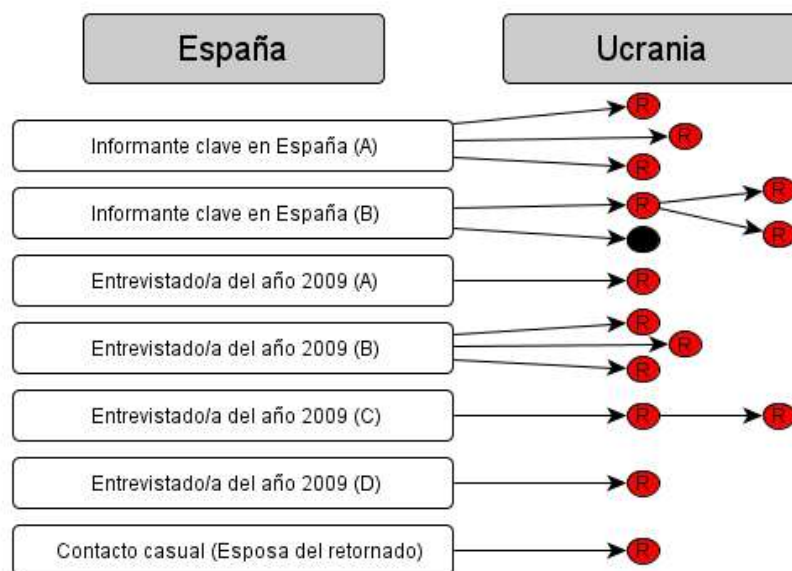 España
Ucrania
R
Informante clave en España (A)
R
R
R
Informante clave en España (B)
R
R
Entrevistado/a del año 2009 (A)
R
R
Entrevistado/a del año 2009 (B)
R
R
Entrevistado/a del año 2009 (C)
R
R
Entrevistado/a del año 2009 (D)
R
Contacto casual (Esposa del retornado)
R